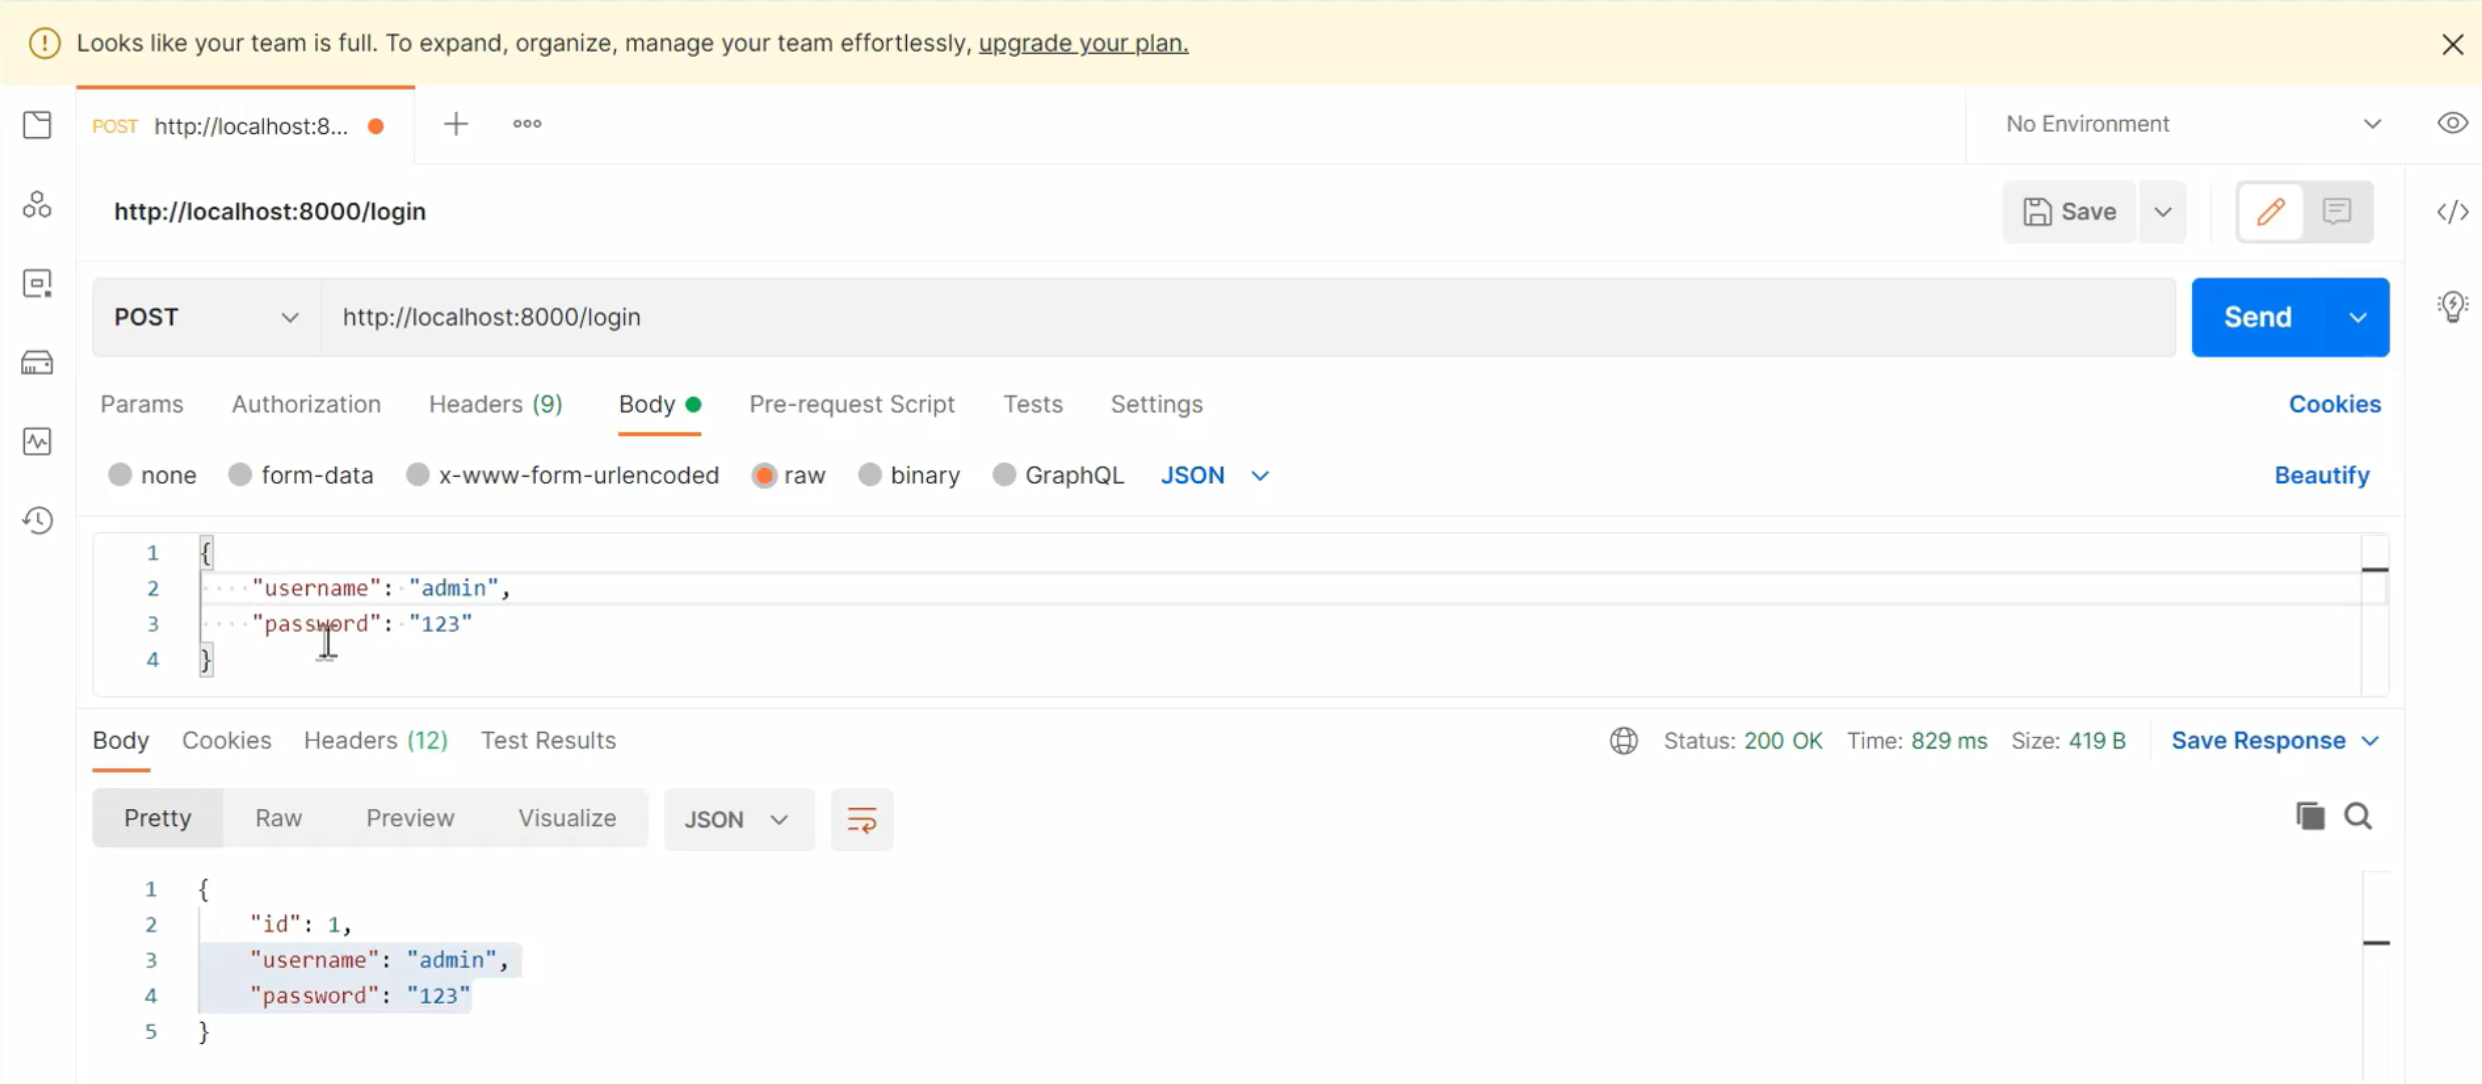 Looks like your team is full. To expand, organize, manage your team effortlessly, upgrade your plan.
POST http://localhost:8...
No Environment
http://localhost:8000/login
Save
POST http://localhost:8000/login
Send
Params Authorization Headers (9) Body Pre-request Script Tests Settings Cookies
none form-data x-www-form-urlencoded raw binary GraphQL JSON Beautify
1 {
2 "username": "admin",
3 "password": "123"
4 }
Body Cookies Headers (12) Test Results Status: 200 OK Time: 829 ms Size: 419 B Save Response
Pretty Raw Preview Visualize JSON
1 {
2 "id": 1,
3 "username": "admin",
4 "password": "123"
5 }